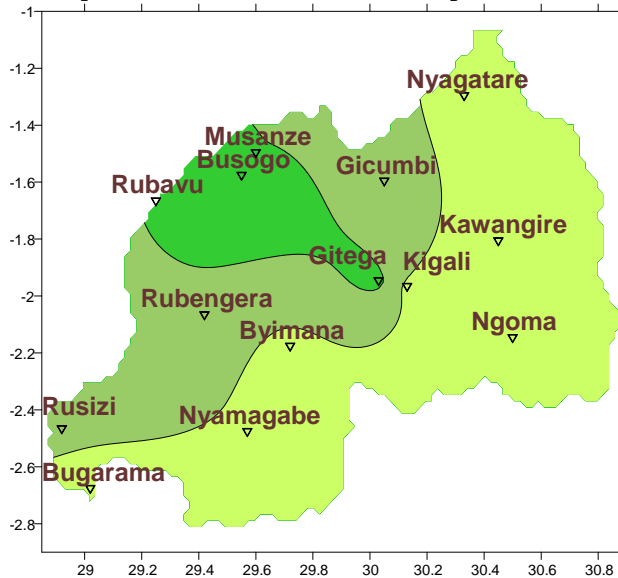 -1
-1.2
-1.4
-1.6
-1.8
-2
-2.2
-2.4
-2.6
-2.8
Nyagatare
Musanze
Busogo
Gicumbi
Rubavu
Kawangire
Gitega
Kigali
Rubengera
Byimana
Ngoma
Rusizi
Nyamagabe
Bugarama
29 29.2 29.4 29.6 29.8 30 30.2 30.4 30.6 30.8